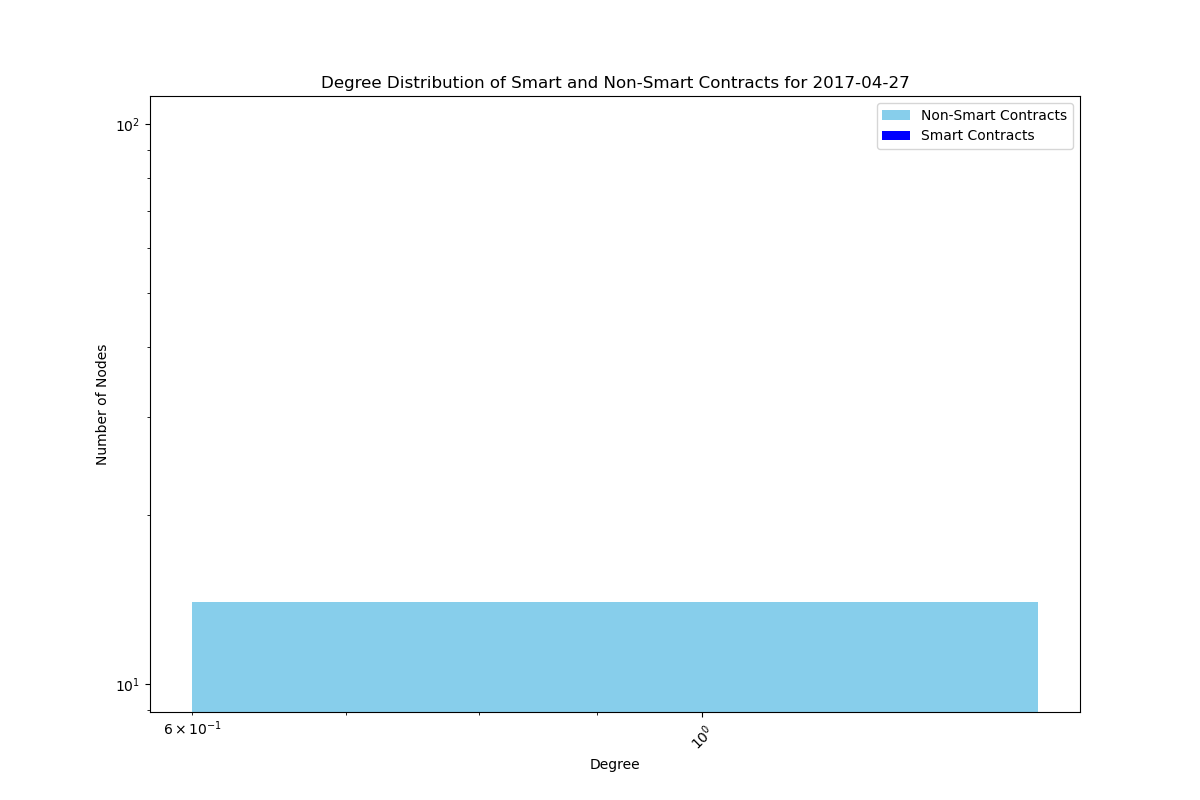 Degree Distribution of Smart and Non-Smart Contracts for 2017-04-27
Non-Smart Contracts
Smart Contracts
10²
Number of Nodes
10¹
6 × 10⁻¹
10⁰
Degree